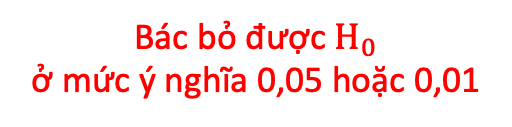 Bác bỏ được H₀
ở mức ý nghĩa 0,05 hoặc 0,01